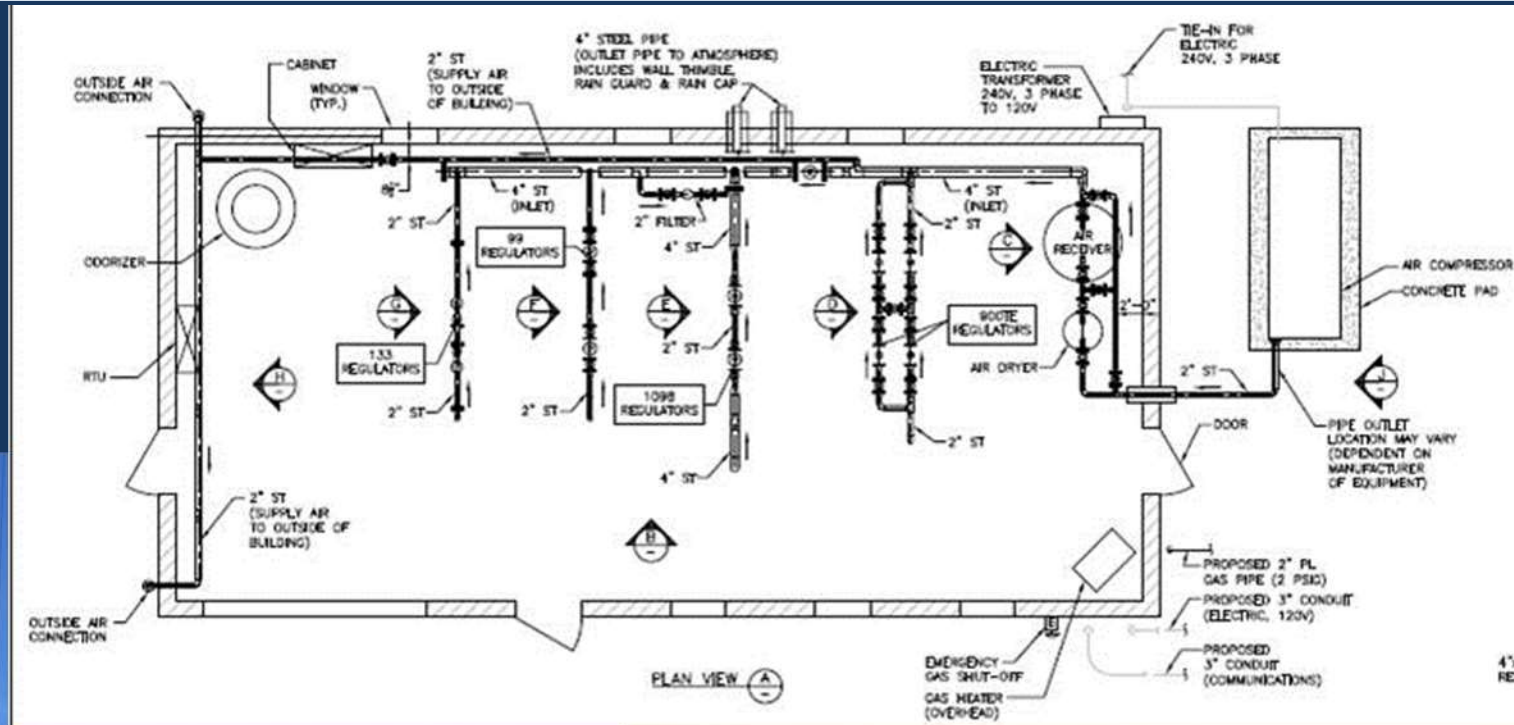 OUTSIDE AIR
CONNECTION
CABINET
WINDOW
(TYP.)
2" ST
(SUPPLY AIR
TO OUTSIDE
OF BUILDING)
4" STEEL PIPE
(OUTLET PIPE TO ATMOSPHERE)
INCLUDES WALL THIMBLE,
RAIN GUARD & RAIN CAP
ELECTRIC
TRANSFORMER
240V, 3 PHASE
TO 120V
TIE-IN FOR
ELECTRIC
240V, 3 PHASE
2" ST
4" ST
(INLET)
2" FILTER
4" ST
2" ST
4" ST
(INLET)
99
REGULATORS
C
AIR
RECOVER
ODORIZER
AIR COMPRESSOR
CONCRETE PAD
G
F
E
D
2'-0"
900TE
REGULATORS
2" ST
133
REGULATORS
AIR DRYER
RTU
H
2" ST
J
2" ST
2" ST
1098
REGULATORS
2" ST
DOOR
PIPE OUTLET
LOCATION MAY VARY
(DEPENDENT ON
MANUFACTURER
OF EQUIPMENT)
4" ST
2" ST
(SUPPLY AIR
TO OUTSIDE OF
BUILDING)
B
PROPOSED 2" PL
GAS PIPE (2 PSIG)
PROPOSED 3" CONDUIT
(ELECTRIC, 120V)
OUTSIDE AIR
CONNECTION
PROPOSED
3" CONDUIT
(COMMUNICATIONS)
EMERGENCY
GAS SHUT-OFF
GAS HEATER
(OVERHEAD)
PLAN VIEW A